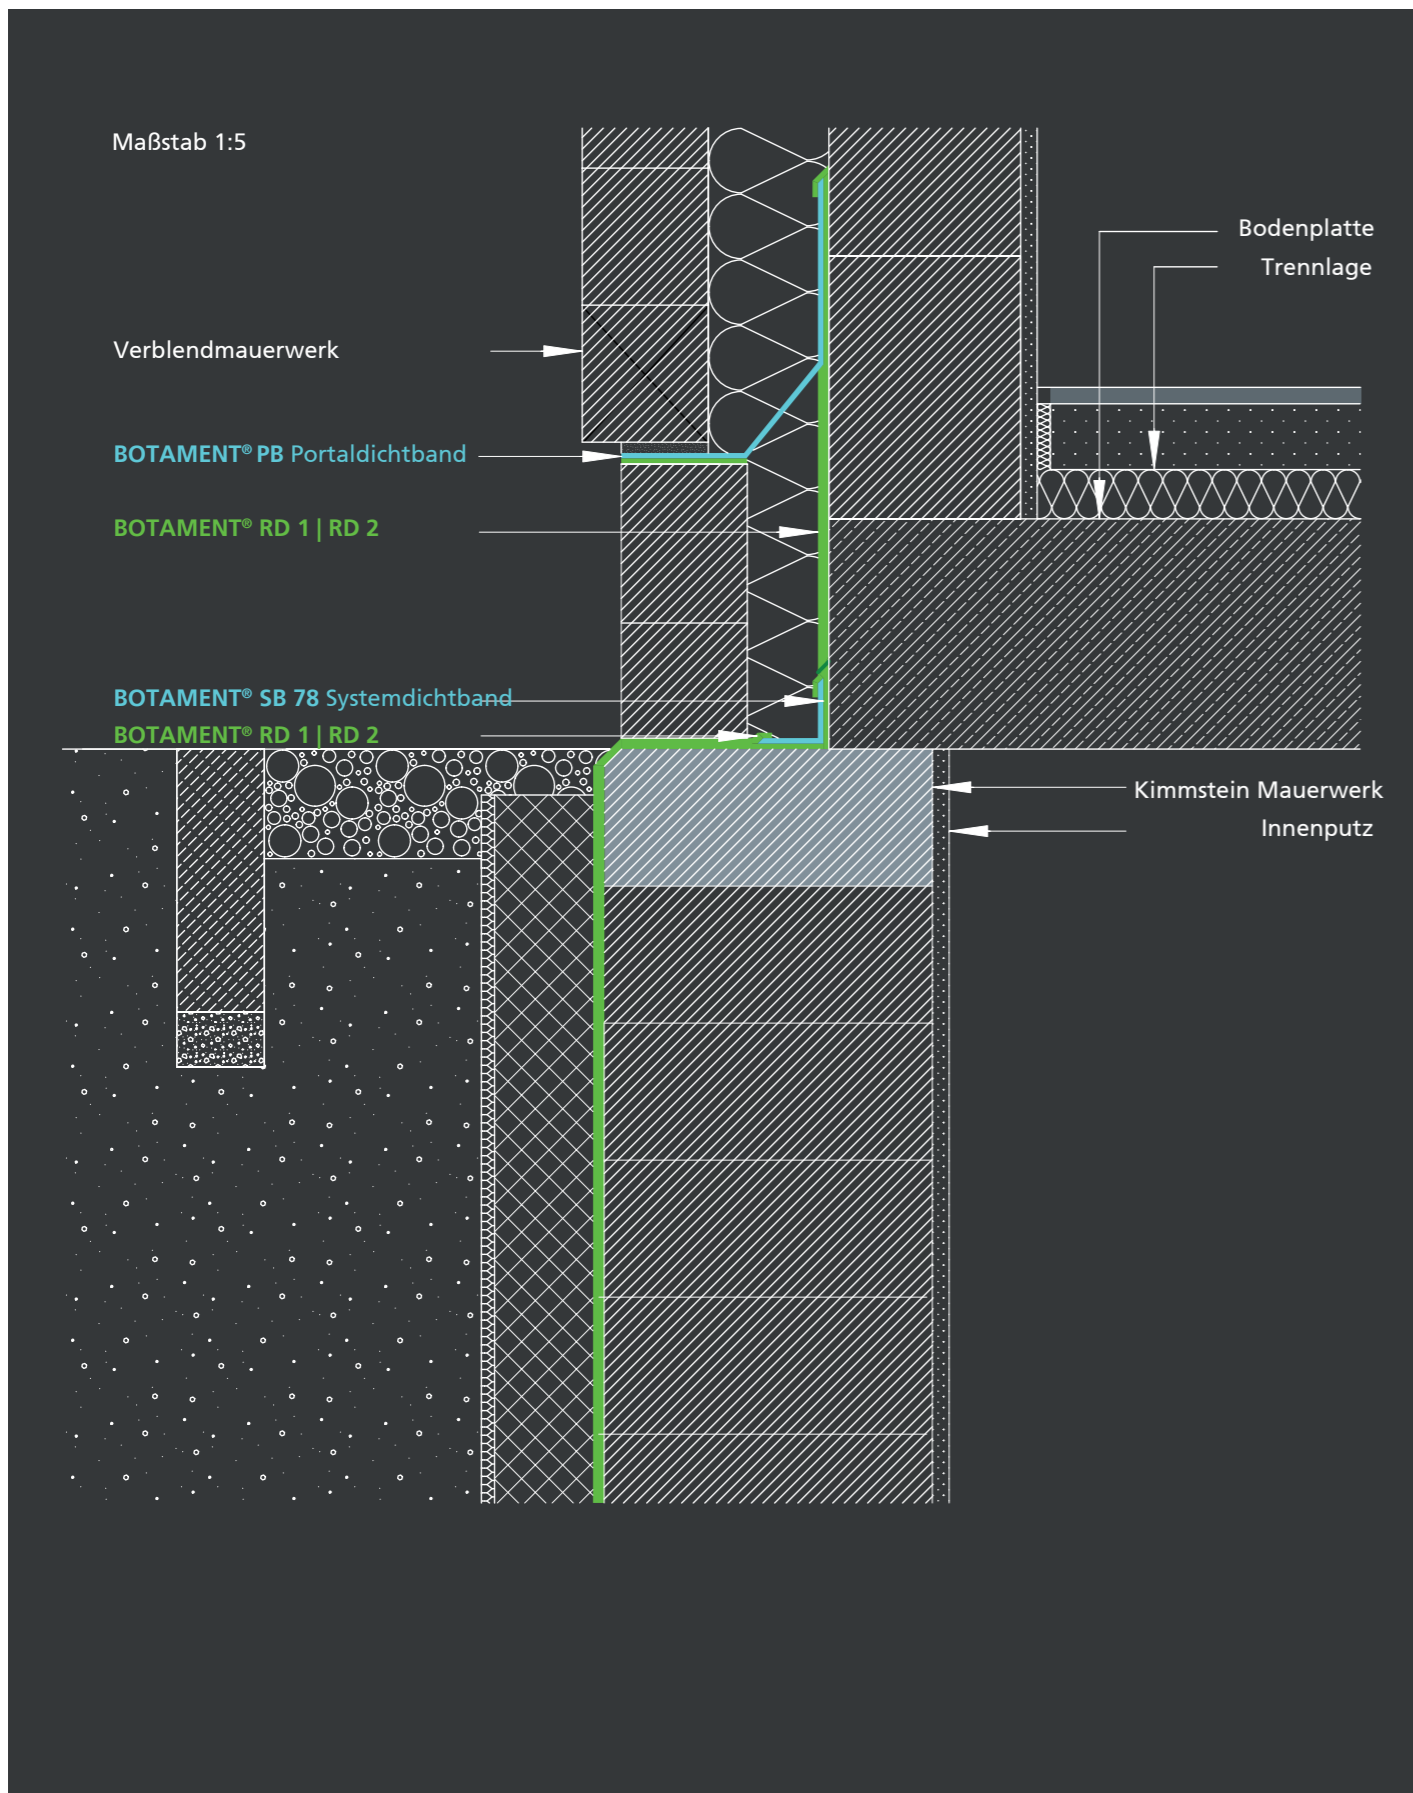 Maßstab 1:5
Bodenplatte
Trennlage
Verblendmauerwerk
BOTAMENT® PB Portaldichtband
BOTAMENT® RD 1 | RD 2
BOTAMENT® SB 78 Systemdichtband
BOTAMENT® RD 1 | RD 2
Kimmstein Mauerwerk
Innenputz